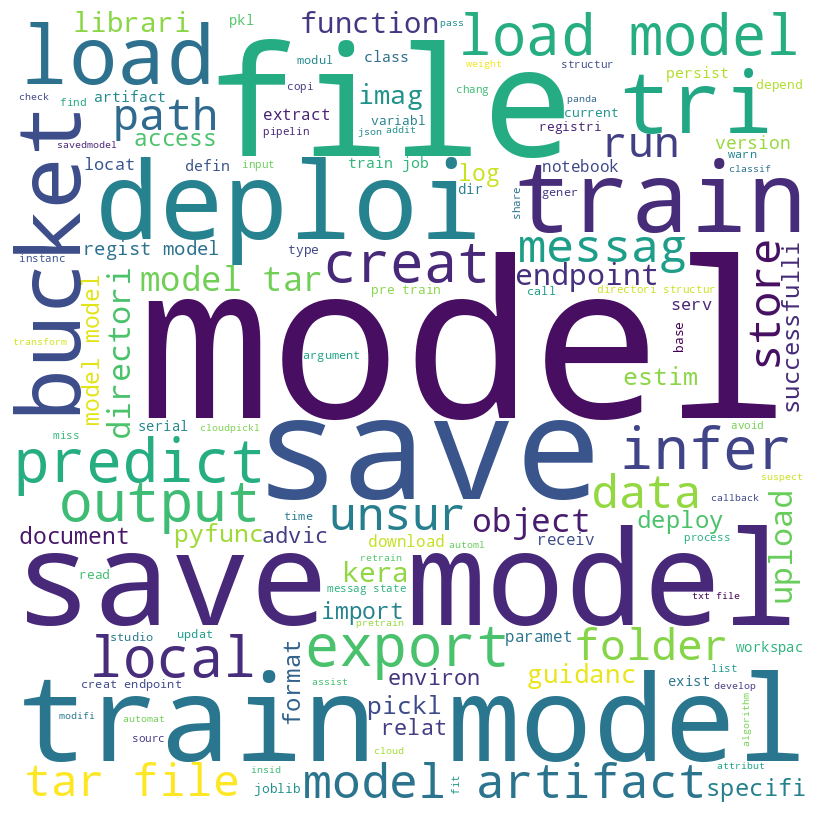 librari
pkl
function
pass
load model
load
file
tri
modul
class
weight
structur
check
find
artifact
copi
imag
chang
persist
depend
savedmodel
path
extract
variabl
panda
current
bucket
access
pipelin
json
addit
registri
run
version
locat
defin
input
train job
log
notebook
warn
classif
deploi
dir
share
gener
train
instanc
regist model
type
creat
messag
endpoint
store
successfulli
directori
model tar
pre train
call
directori structur
serv
base
transform
model model
model
argument
estim
miss
serial
cloudpickl
save
avoid
predict
infer
suspect
output
data
callback
upload
time
unsur
object
deploy
document
pyfunc
advic
download
automl
receiv
process
read
retrain
kera
messag state
save model
txt file
import
pretrain
local
studio
updat
export
paramet
folder
workspac
format
creat endpoint
assist
environ
guidanc
list
exist
develop
modifi
automat
pickl
relat
algorithm
train model
sourc
cloud
insid
attribut
tar file
joblib
model artifact
fit
specifi